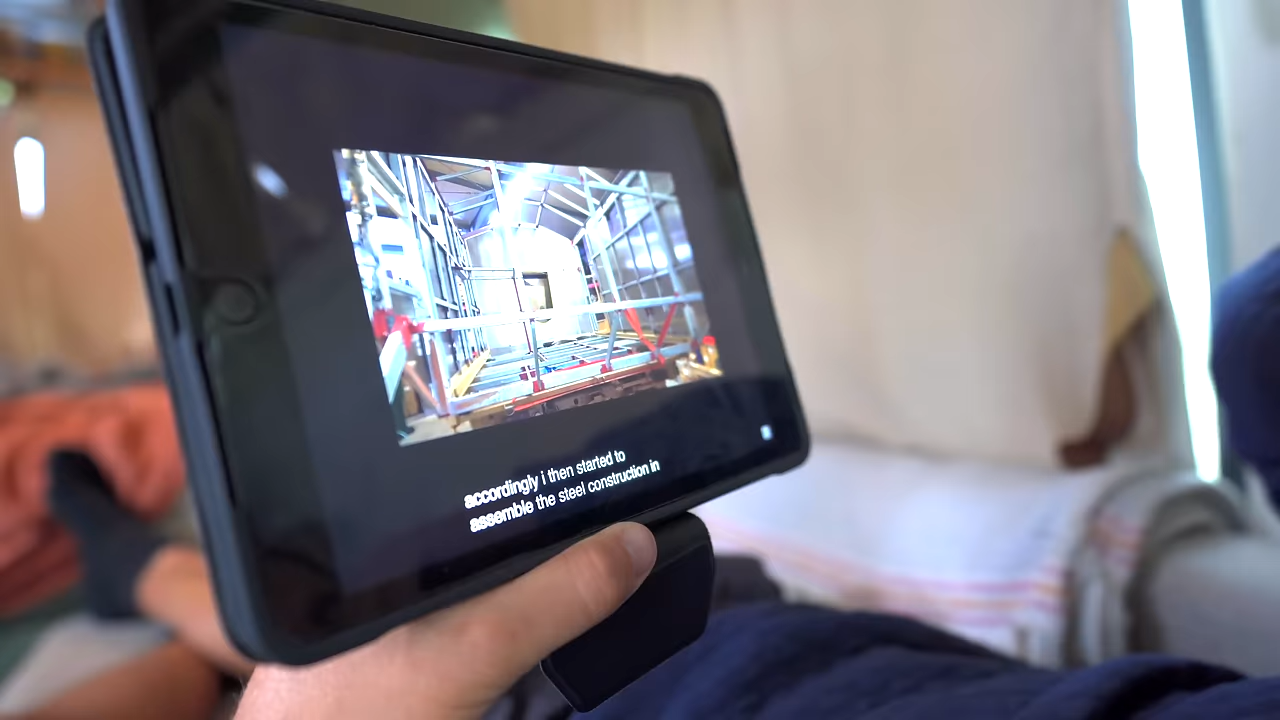 accordingly i then started to
assemble the steel construction in